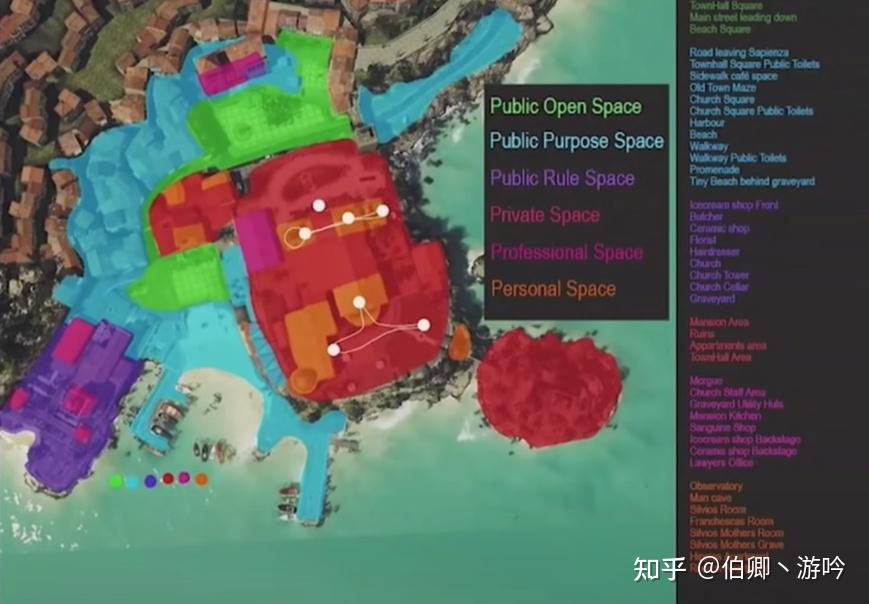 Public Open Space
Public Purpose Space
Public Rule Space
Private Space
Professional Space
Personal Space
TownHall Square
Main street leading down
Beach Square
Road leaving Sapienza
Townhall Square Public Toilets
Sidewalk café space
Old Town Maze
Church Square
Church Square Public Toilets
Harbour
Beach
Walkway
Walkway Public Toilets
Promenade
Tiny Beach behind graveyard
Icecream shop Front
Butcher
Ceramic shop
Florist
Hairdresser
Church
Church Tower
Church Cellar
Graveyard
Mansion Area
Ruins
Appartments area
TownHall Area
Morgue
Church Staff Area
Graveyard Utility Huts
Mansion Kitchen
Sanguine Shop
Icecream shop Backstage
Ceramic shop Backstage
Lawyers Office
Observatory
Man cave
Silvios Room
Franchescas Room
Silvios Mothers Room
Silvios Mothers Grave
知乎 @伯卿丶游吟